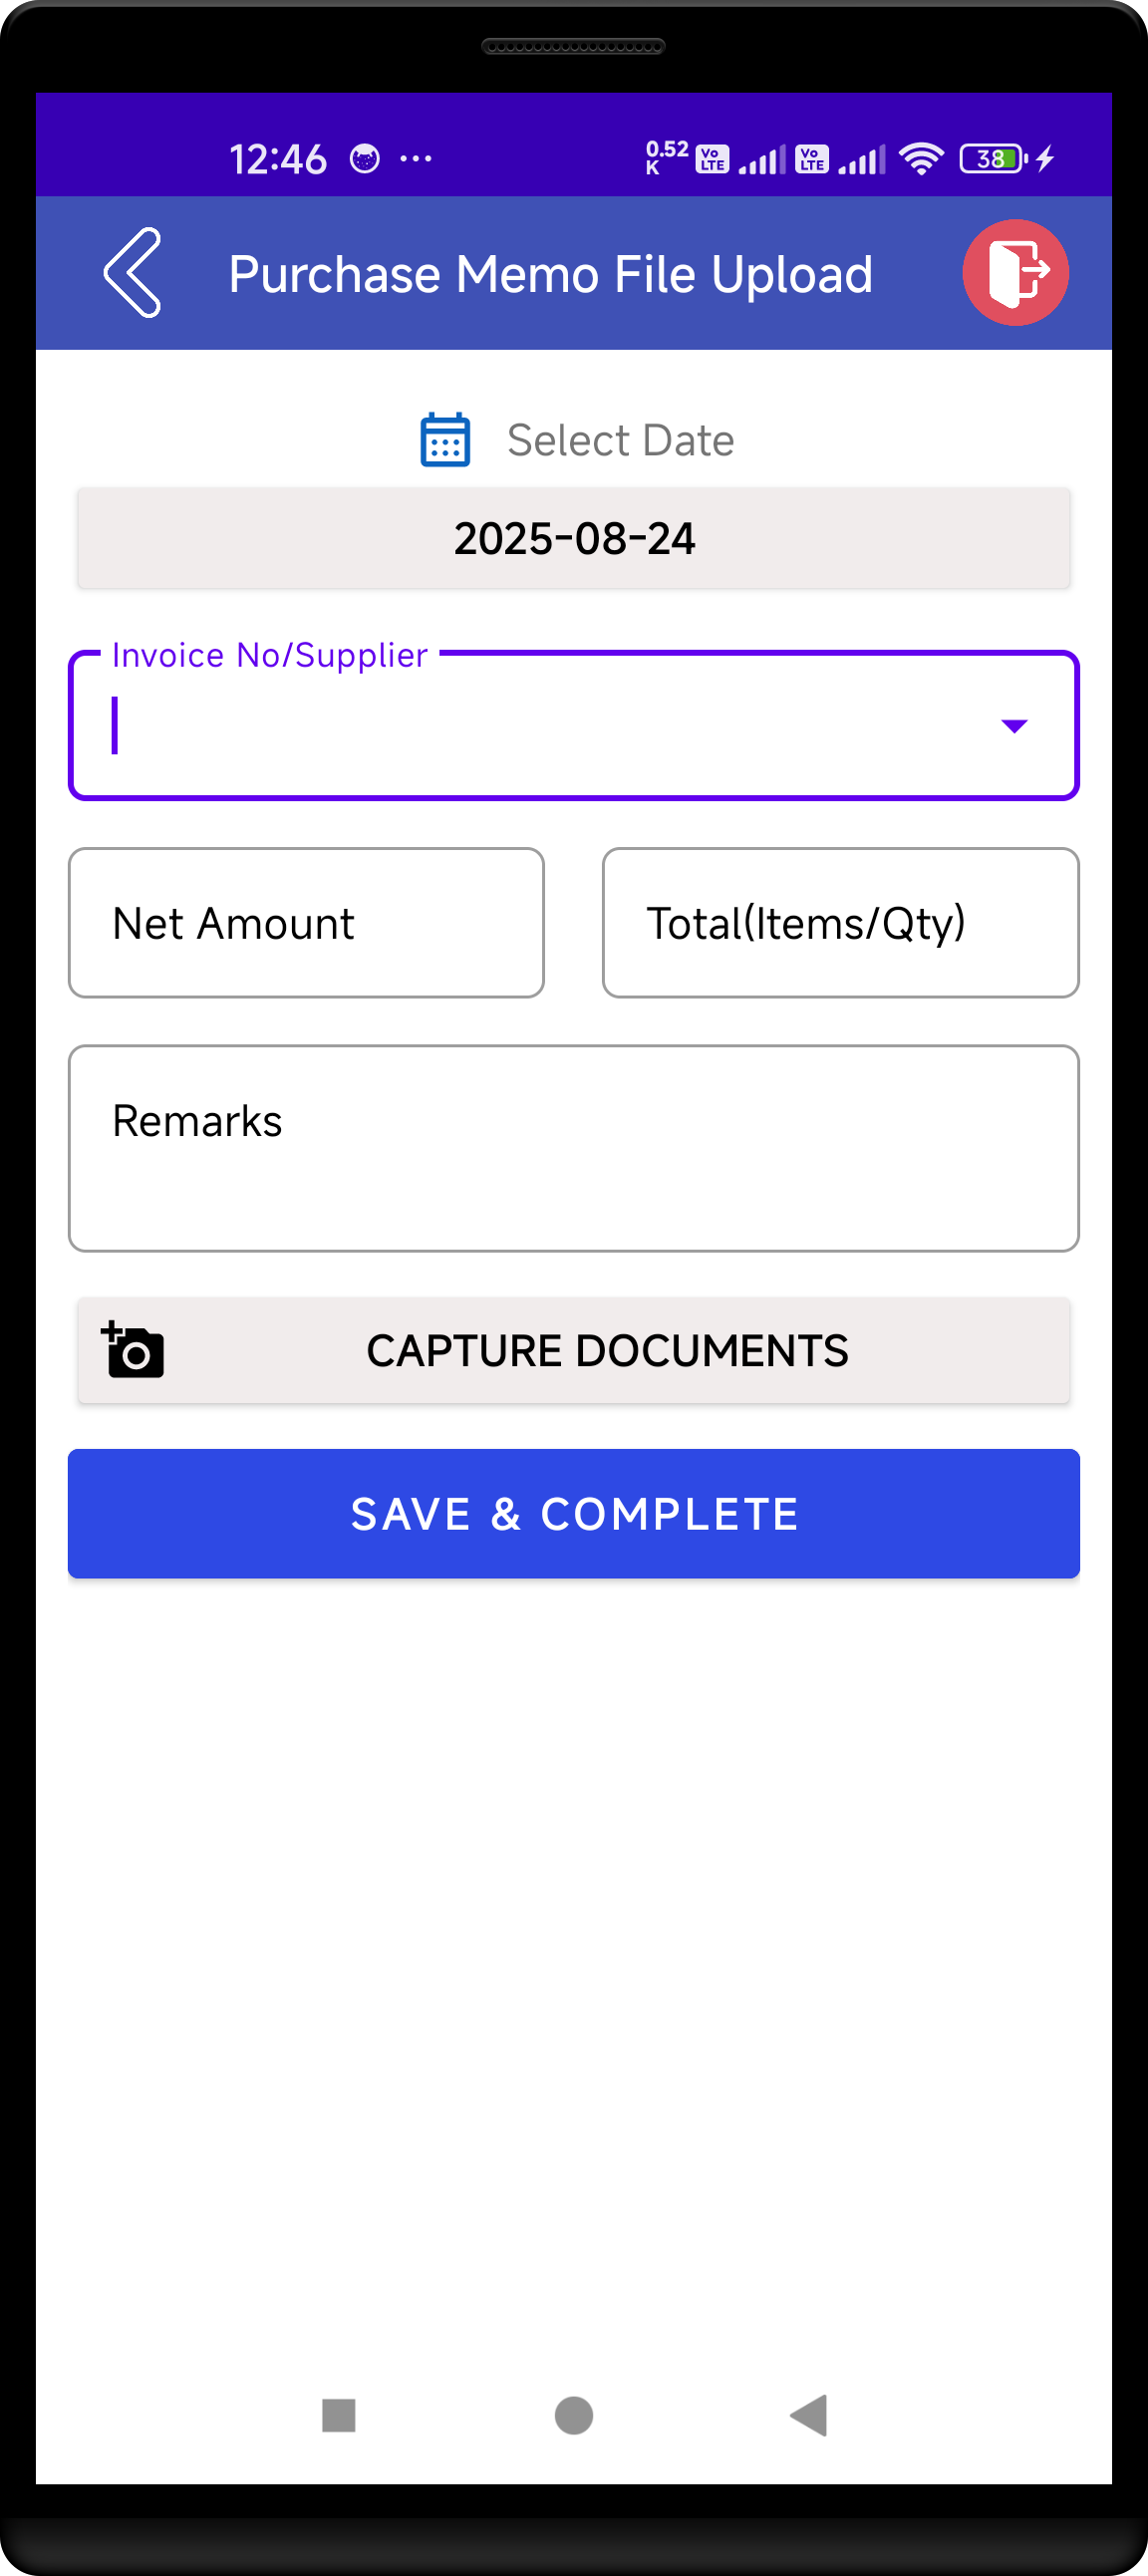 12:46 ... 0.52 K Vo LTE Vo LTE 38
Purchase Memo File Upload
Select Date
2025-08-24
Invoice No/Supplier
Net Amount
Total(Items/Qty)
Remarks
CAPTURE DOCUMENTS
SAVE & COMPLETE